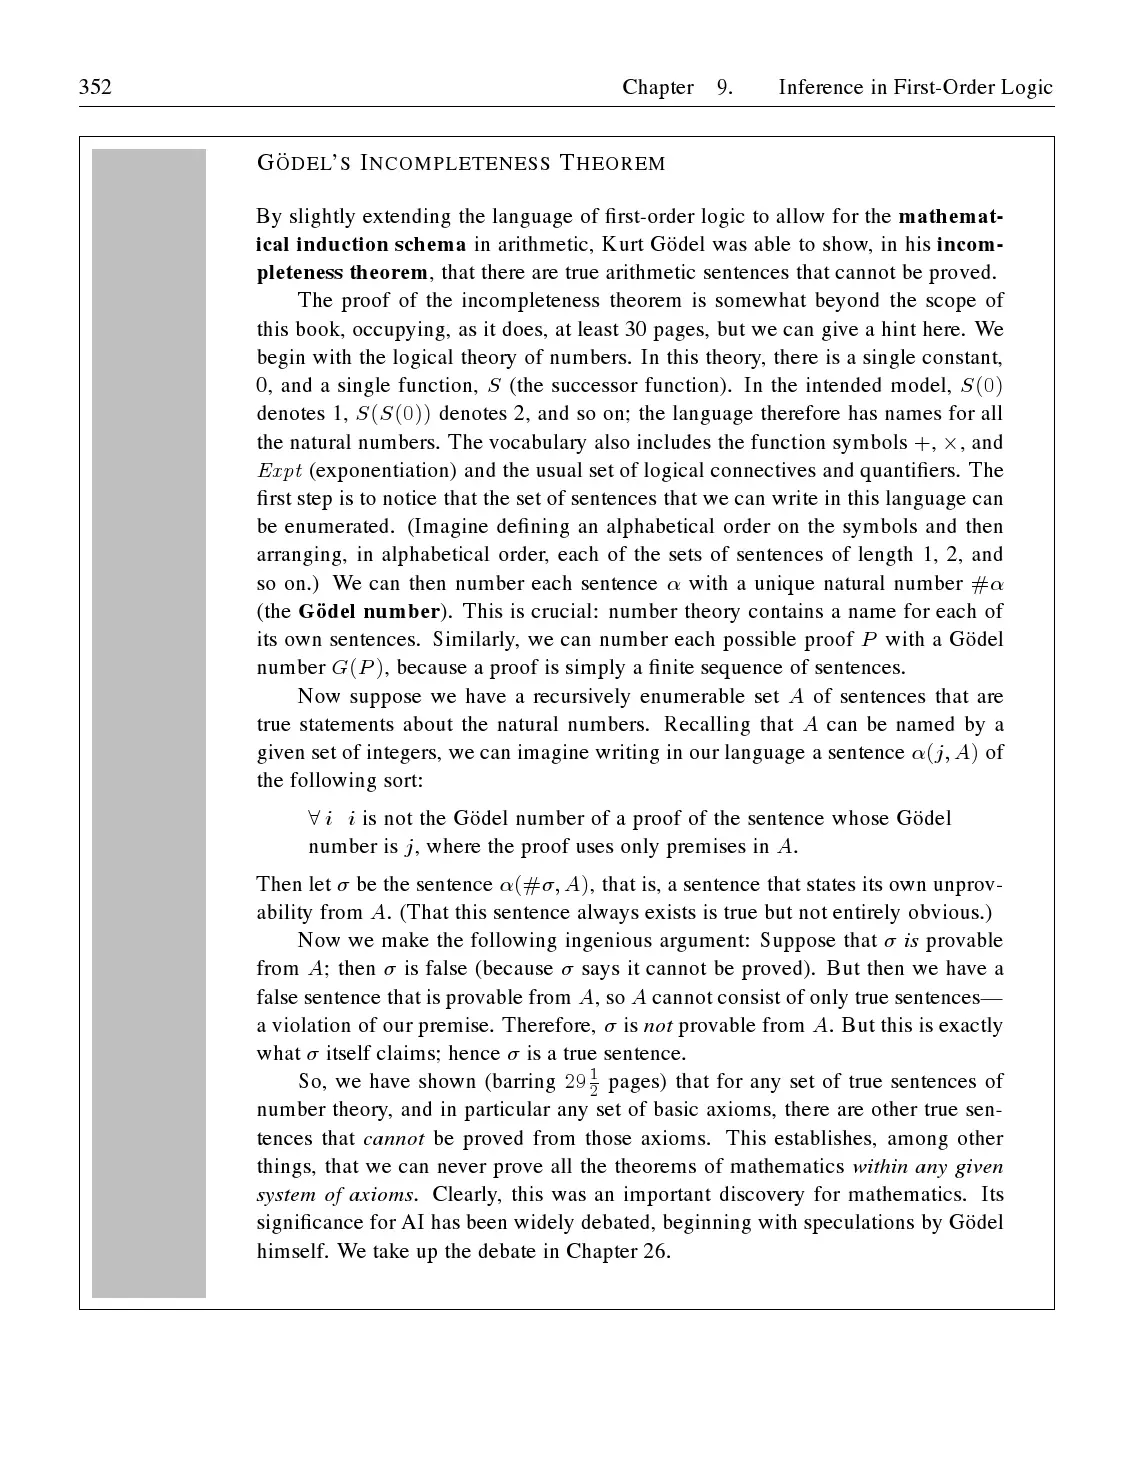 352 Chapter 9. Inference in First-Order Logic
GÖDEL'S INCOMPLETENESS THEOREM
By slightly extending the language of first-order logic to allow for the mathemat-
ical induction schema in arithmetic, Kurt Gödel was able to show, in his incom-
pleteness theorem, that there are true arithmetic sentences that cannot be proved.
The proof of the incompleteness theorem is somewhat beyond the scope of
this book, occupying, as it does, at least 30 pages, but we can give a hint here. We
begin with the logical theory of numbers. In this theory, there is a single constant,
0, and a single function, S (the successor function). In the intended model, S(0)
denotes 1, S(S(0)) denotes 2, and so on; the language therefore has names for all
the natural numbers. The vocabulary also includes the function symbols +, ×, and
Expt (exponentiation) and the usual set of logical connectives and quantifiers. The
first step is to notice that the set of sentences that we can write in this language can
be enumerated. (Imagine defining an alphabetical order on the symbols and then
arranging, in alphabetical order, each of the sets of sentences of length 1, 2, and
so on.) We can then number each sentence α with a unique natural number #α
(the Gödel number). This is crucial: number theory contains a name for each of
its own sentences. Similarly, we can number each possible proof P with a Gödel
number G(P), because a proof is simply a finite sequence of sentences.
Now suppose we have a recursively enumerable set A of sentences that are
true statements about the natural numbers. Recalling that A can be named by a
given set of integers, we can imagine writing in our language a sentence α(j, A) of
the following sort:
∀ i i is not the Gödel number of a proof of the sentence whose Gödel
number is j, where the proof uses only premises in A.
Then let σ be the sentence α(#σ, A), that is, a sentence that states its own unprov-
ability from A. (That this sentence always exists is true but not entirely obvious.)
Now we make the following ingenious argument: Suppose that σ is provable
from A; then σ is false (because σ says it cannot be proved). But then we have a
false sentence that is provable from A, so A cannot consist of only true sentences—
a violation of our premise. Therefore, σ is not provable from A. But this is exactly
what σ itself claims; hence σ is a true sentence.
So, we have shown (barring 29 1/2 pages) that for any set of true sentences of
number theory, and in particular any set of basic axioms, there are other true sen-
tences that cannot be proved from those axioms. This establishes, among other
things, that we can never prove all the theorems of mathematics within any given
system of axioms. Clearly, this was an important discovery for mathematics. Its
significance for AI has been widely debated, beginning with speculations by Gödel
himself. We take up the debate in Chapter 26.